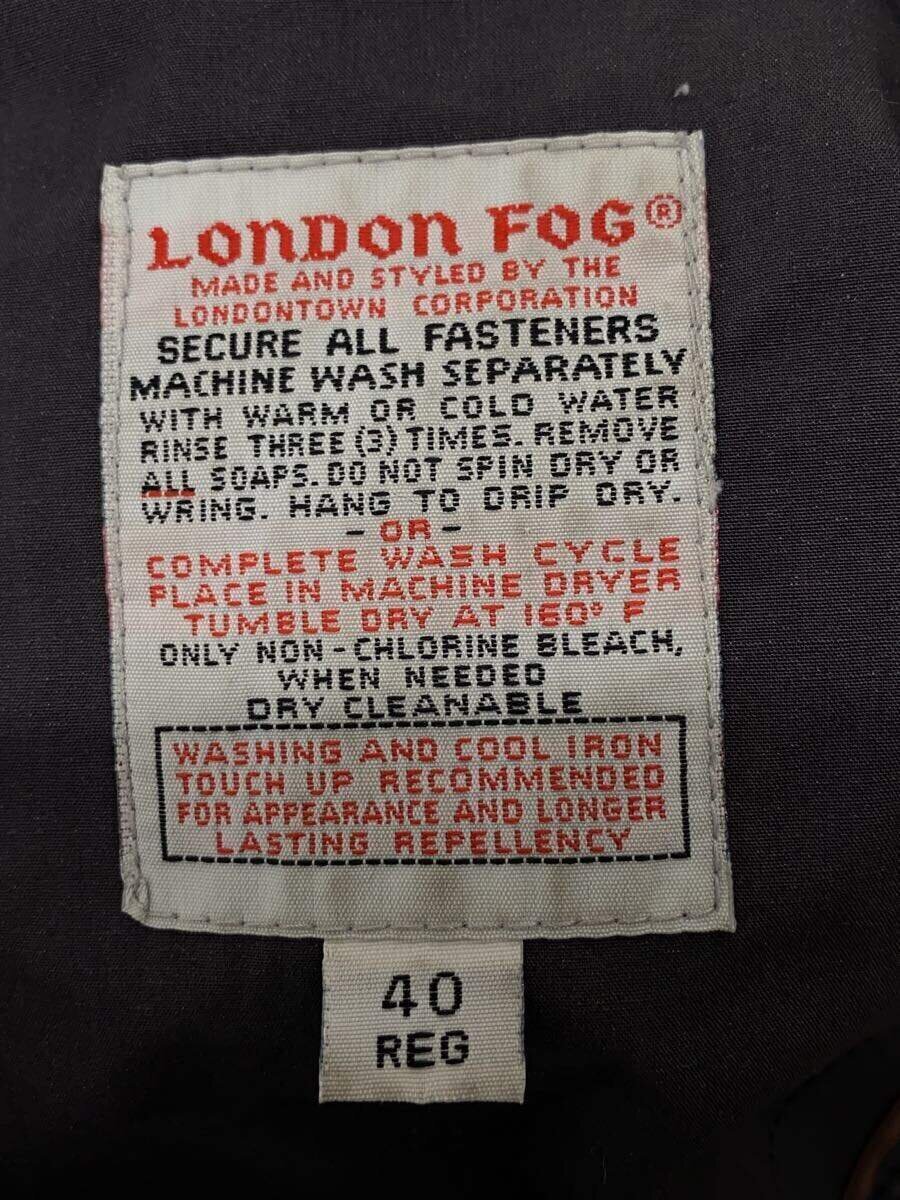 LONDON FOG®
MADE AND STYLED BY THE
LONDONTOWN CORPORATION
SECURE ALL FASTENERS
MACHINE WASH SEPARATELY
WITH WARM OR COLD WATER
RINSE THREE (3) TIMES. REMOVE
ALL SOAPS. DO NOT SPIN DRY OR
WRING. HANG TO DRIP DRY.
- OR -
COMPLETE WASH CYCLE
PLACE IN MACHINE DRYER
TUMBLE DRY AT 160° F
ONLY NON-CHLORINE BLEACH,
WHEN NEEDED
DRY CLEANABLE
WASHING AND COOL IRON
TOUCH UP RECOMMENDED
FOR APPEARANCE AND LONGER
LASTING REPELLENCY
40
REG